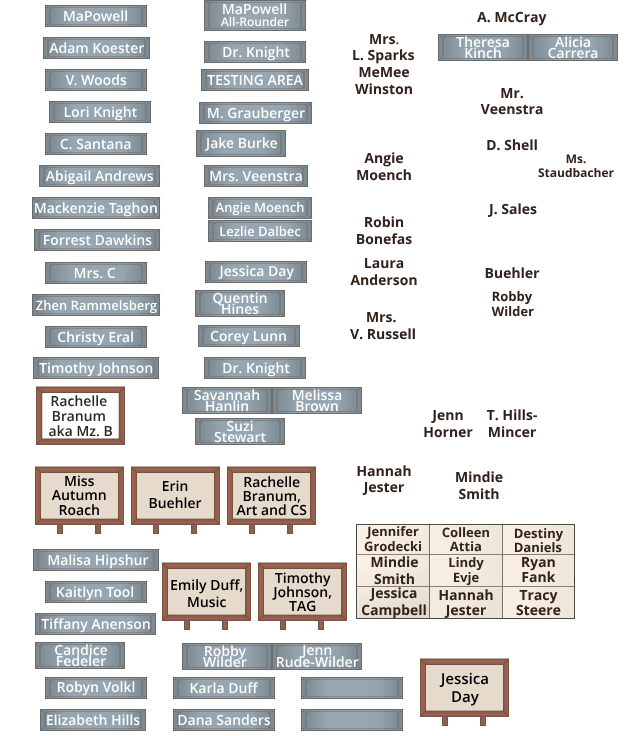 MaPowell
Adam Koester
V. Woods
Lori Knight
C. Santana
Abigail Andrews
Mackenzie Taghon
Forrest Dawkins
Mrs. C
Zhen Rammelsberg
Christy Eral
Timothy Johnson
Rachelle
Branum
aka Mz. B
MaPowell
All-Rounder
Dr. Knight
TESTING AREA
M. Grauberger
Jake Burke
Mrs. Veenstra
Angie Moench
Lezlie Dalbec
Jessica Day
Quentin
Hines
Corey Lunn
Dr. Knight
Savannah
Hanlin
Melissa
Brown
Suzi
Stewart
Mrs.
L. Sparks
MeMee
Winston
Angie
Moench
Robin
Bonefas
Laura
Anderson
Mrs.
V. Russell
A. McCray
Theresa
Kinch
Alicia
Carrera
Mr.
Veenstra
D. Shell
Ms.
Staudbacher
J. Sales
Buehler
Robby
Wilder
Jenn
Horner
T. Hills-
Mincer
Hannah
Jester
Mindie
Smith
Miss
Autumn
Roach
Erin
Buehler
Rachelle
Branum,
Art and CS
Jennifer
Grodecki
Colleen
Attia
Destiny
Daniels
Mindie
Smith
Lindy
Evje
Ryan
Fank
Jessica
Campbell
Hannah
Jester
Tracy
Steere
Malisa Hipshur
Kaitlyn Tool
Tiffany Anenson
Emily Duff,
Music
Timothy
Johnson,
TAG
Candice
Fedeler
Robby
Wilder
Jenn
Rude-Wilder
Robyn Volkl
Karla Duff
Elizabeth Hills
Dana Sanders
Jessica
Day